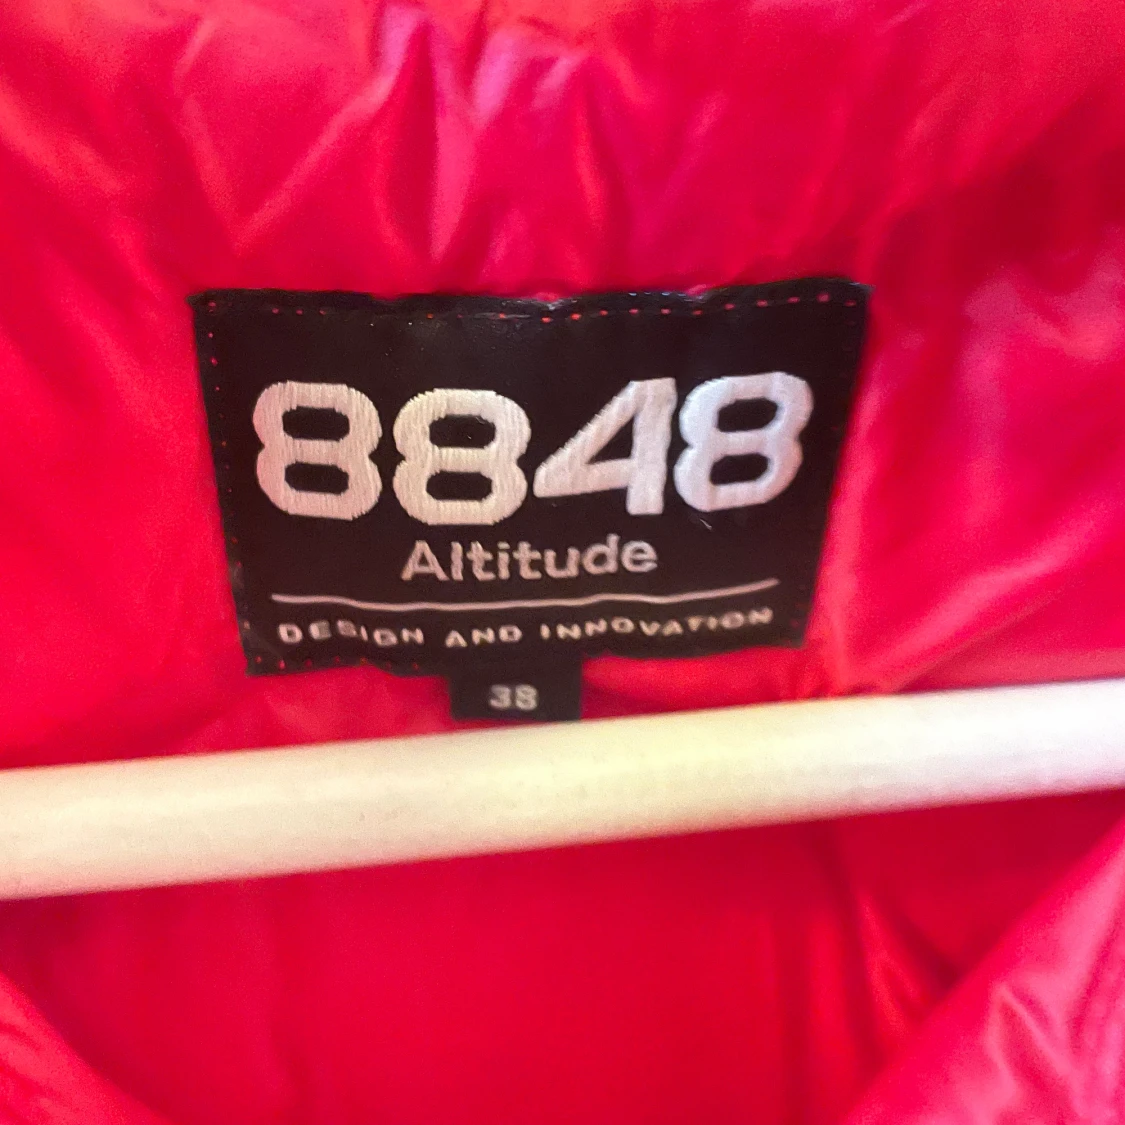 8848
Altitude
DESIGN AND INNOVATION
38